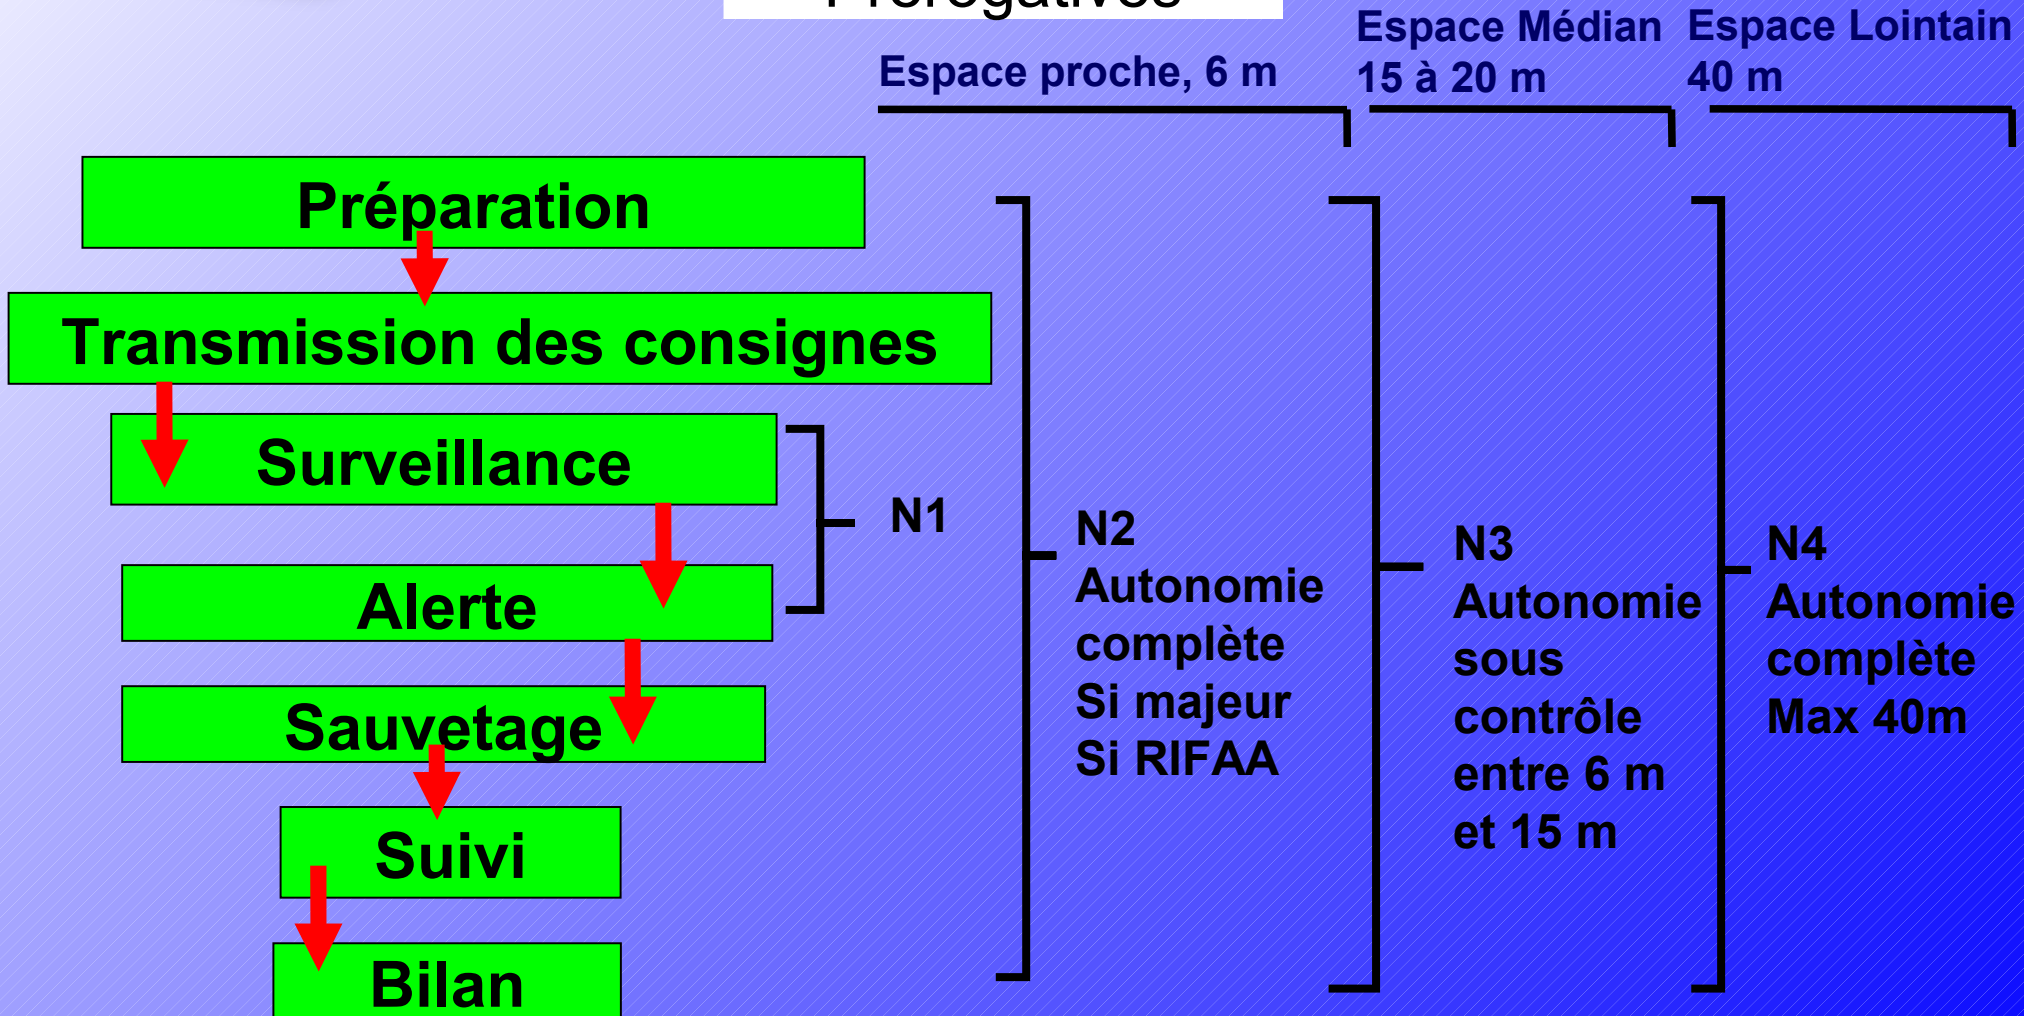 Prérogatives
Espace proche, 6 m
Espace Médian
15 à 20 m
Espace Lointain
40 m
Préparation
Transmission des consignes
Surveillance
Alerte
Sauvetage
Suivi
Bilan
N1
N2
Autonomie
complète
Si majeur
Si RIFAA
N3
Autonomie
sous
contrôle
entre 6 m
et 15 m
N4
Autonomie
complète
Max 40m